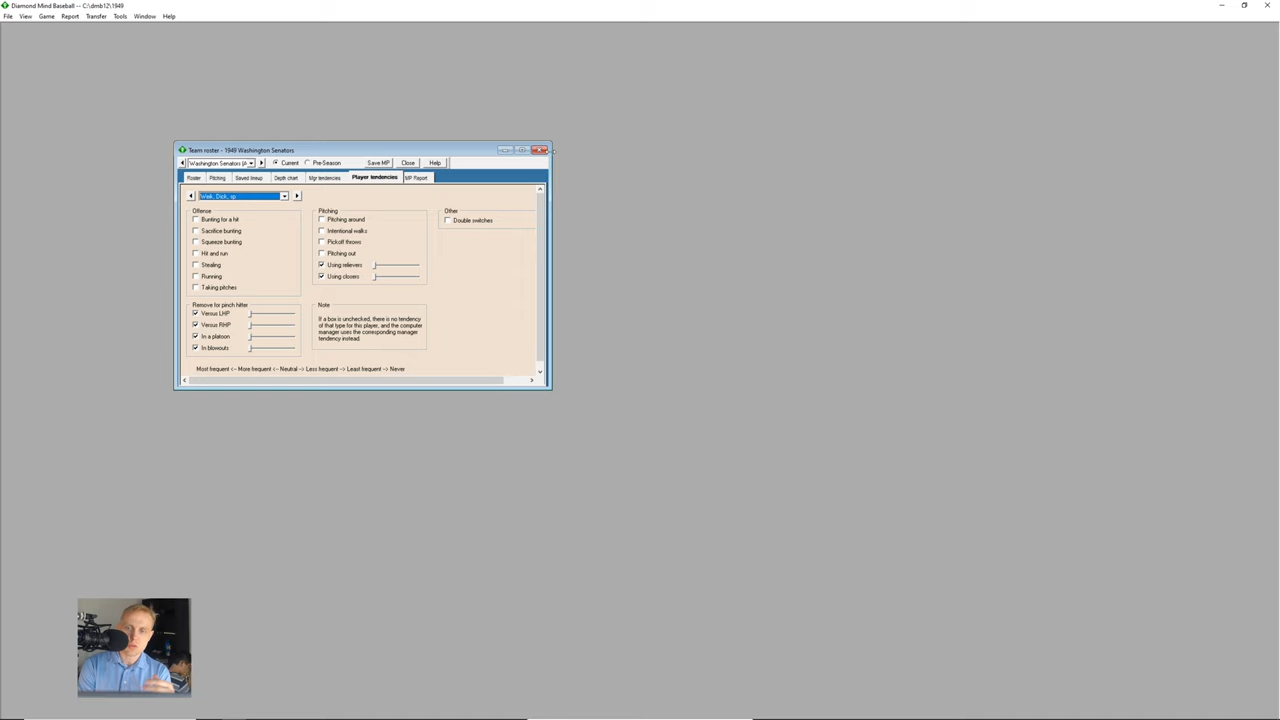 Diamond Mind Baseball -- C:\dmb12\1949
File View Game Report Transfer Tools Window Help
Team roster - 1949 Washington Senators
Washington Senators (A Current Pre-Season Save MP Close Help
Roster Pitching Saved lineup Depth chart Mgr tendencies Player tendencies MP Report
Weik, Dick, sp
Offense
Bunting for a hit
Sacrifice bunting
Squeeze bunting
Hit and run
Stealing
Running
Taking pitches
Pitching
Pitching around
Intentional walks
Pickoff throws
Pitching out
Using relievers
Using closers
Other
Double switches
Remove for pinch hitter
Versus LHP
Versus RHP
In a platoon
In blowouts
Note
If a box is unchecked, there is no tendency
of that type for this player, and the computer
manager uses the corresponding manager
tendency instead.
Most frequent <- More frequent <- Neutral -> Less frequent -> Least frequent -> Never